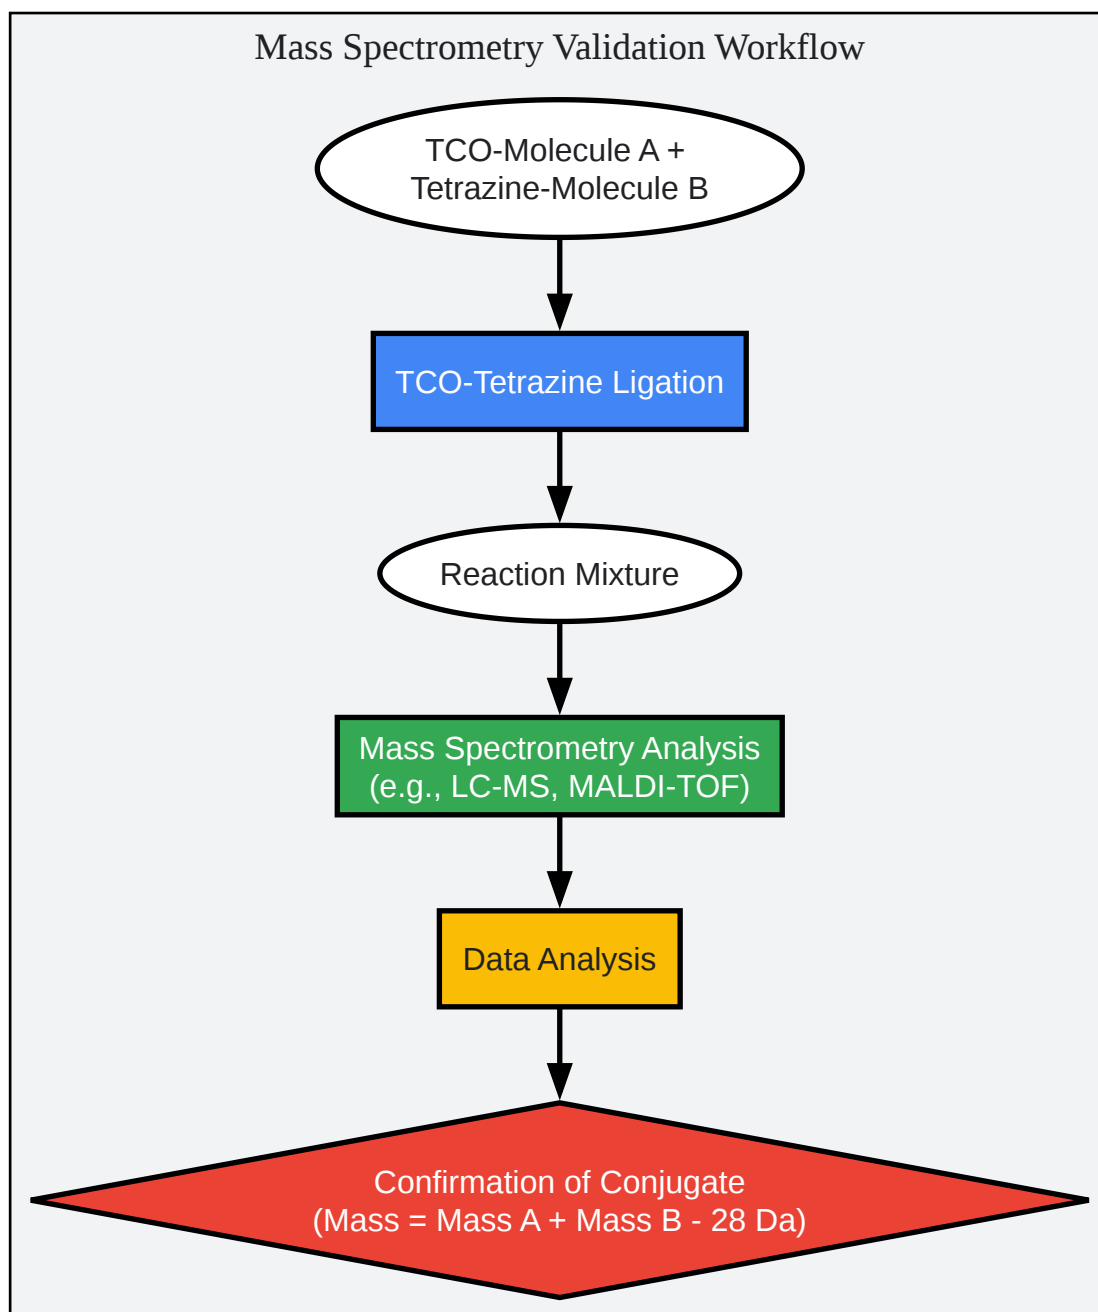 Mass Spectrometry Validation Workflow
TCO-Molecule A +
Tetrazine-Molecule B
TCO-Tetrazine Ligation
Reaction Mixture
Mass Spectrometry Analysis
(e.g., LC-MS, MALDI-TOF)
Data Analysis
Confirmation of Conjugate
(Mass = Mass A + Mass B - 28 Da)